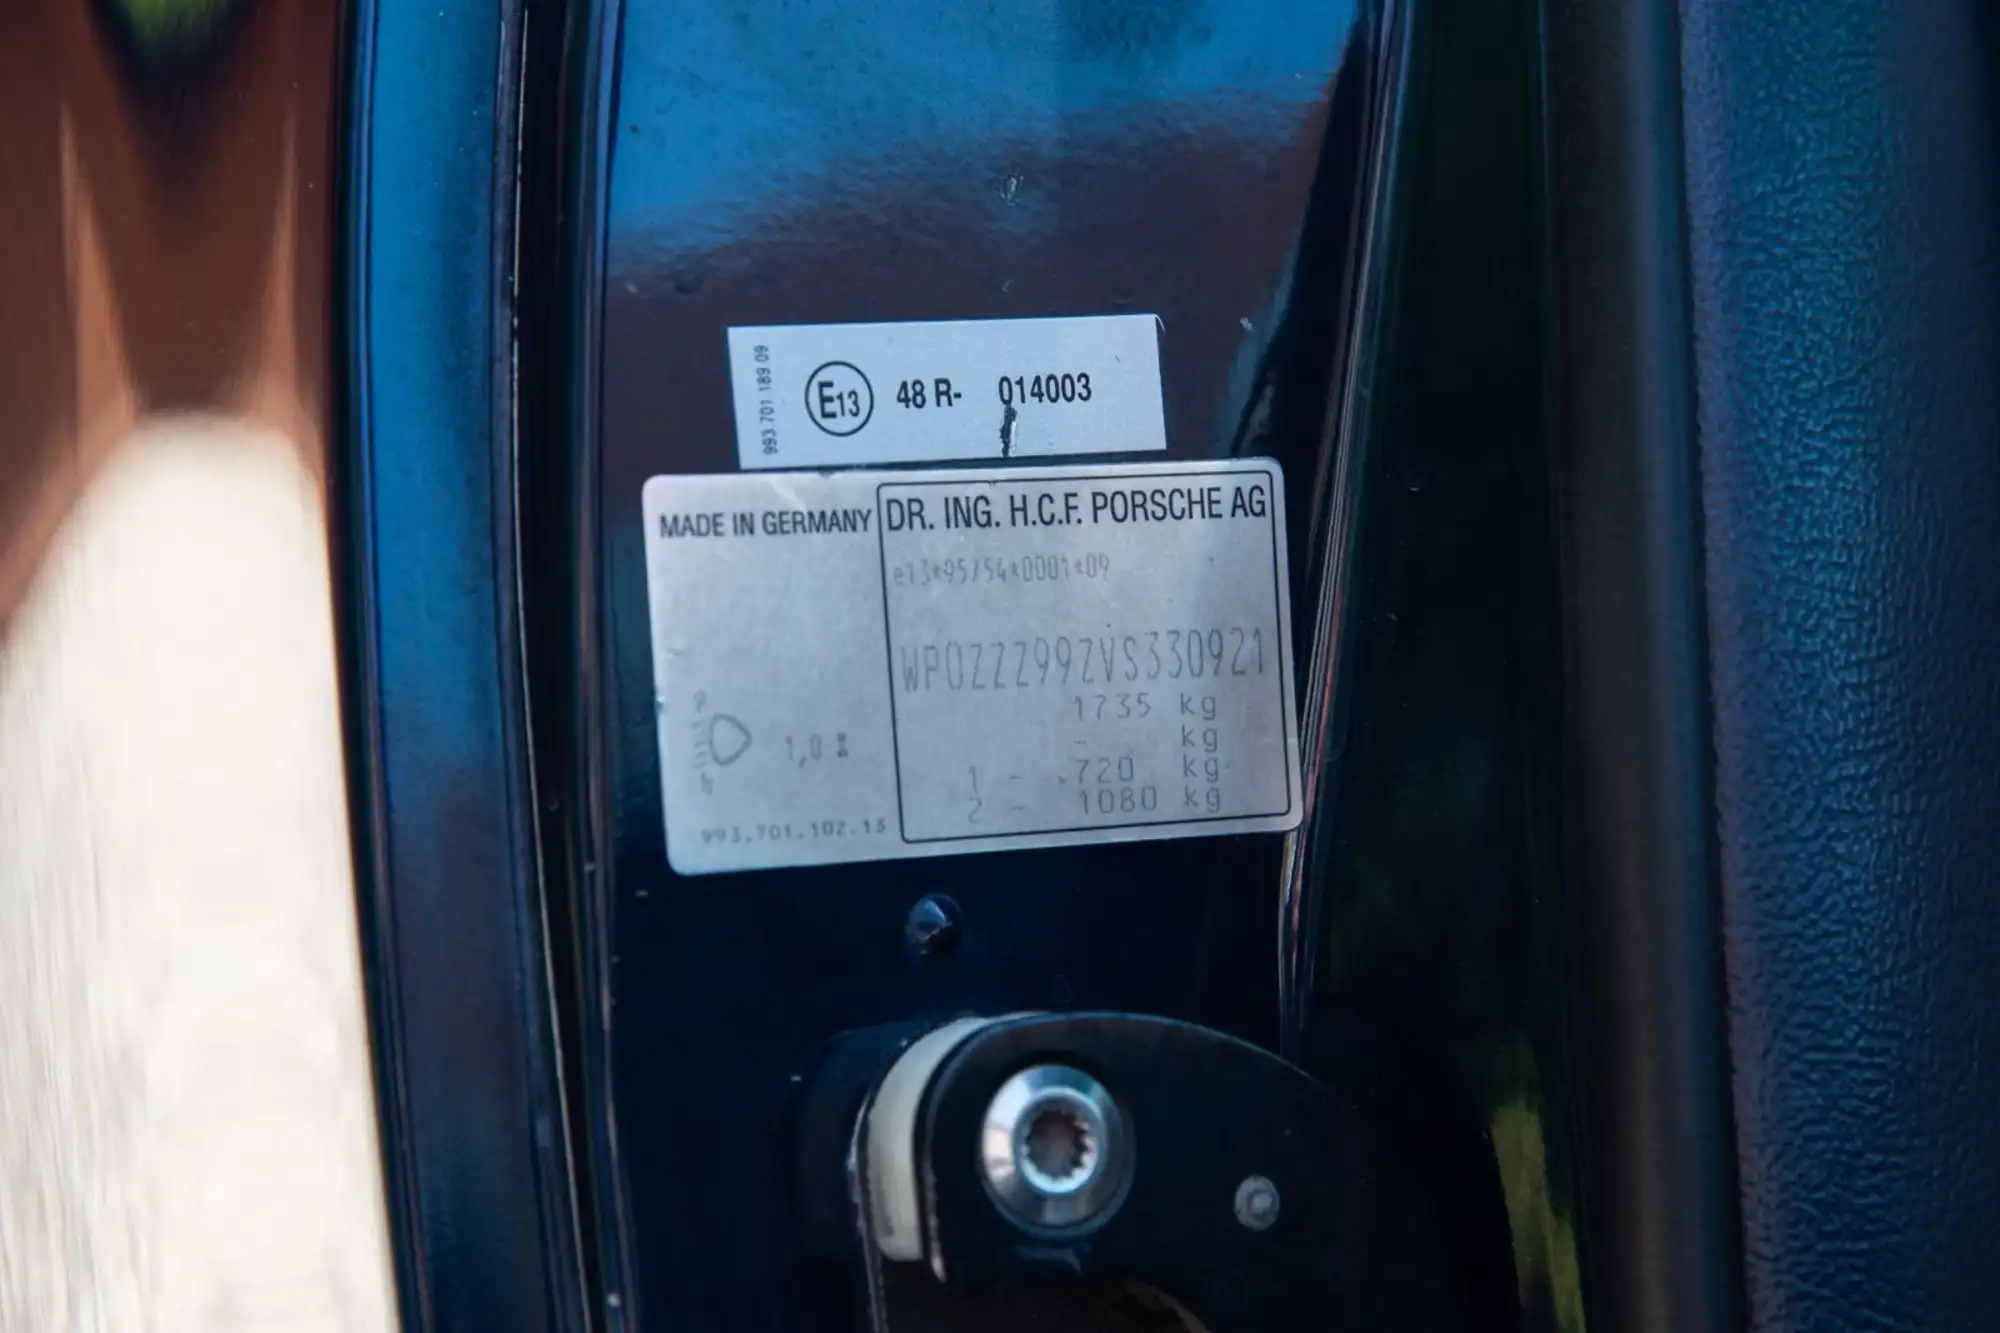 993 701 189 09
E13 48 R- 014003
MADE IN GERMANY
DR. ING. H.C.F. PORSCHE AG
e13*95/54*0001*09
WP0ZZZ99ZVS330921
1735 kg
- kg
1 - 720 kg
2 - 1080 kg
1,0 %
993.701.102.13